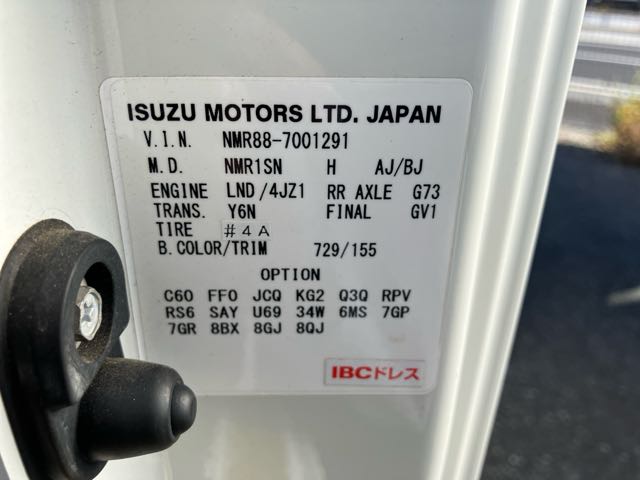 ISUZU MOTORS LTD. JAPAN
V.I.N. NMR88-7001291
M.D. NMR1SN H AJ/BJ
ENGINE LND/4JZ1 RR AXLE G73
TRANS. Y6N FINAL GV1
TIRE #4A
B.COLOR/TRIM 729/155
OPTION
C60 FF0 JCQ KG2 Q3Q RPV
RS6 SAY U69 34W 6MS 7GP
7GR 8BX 8GJ 8QJ
IBCドレス